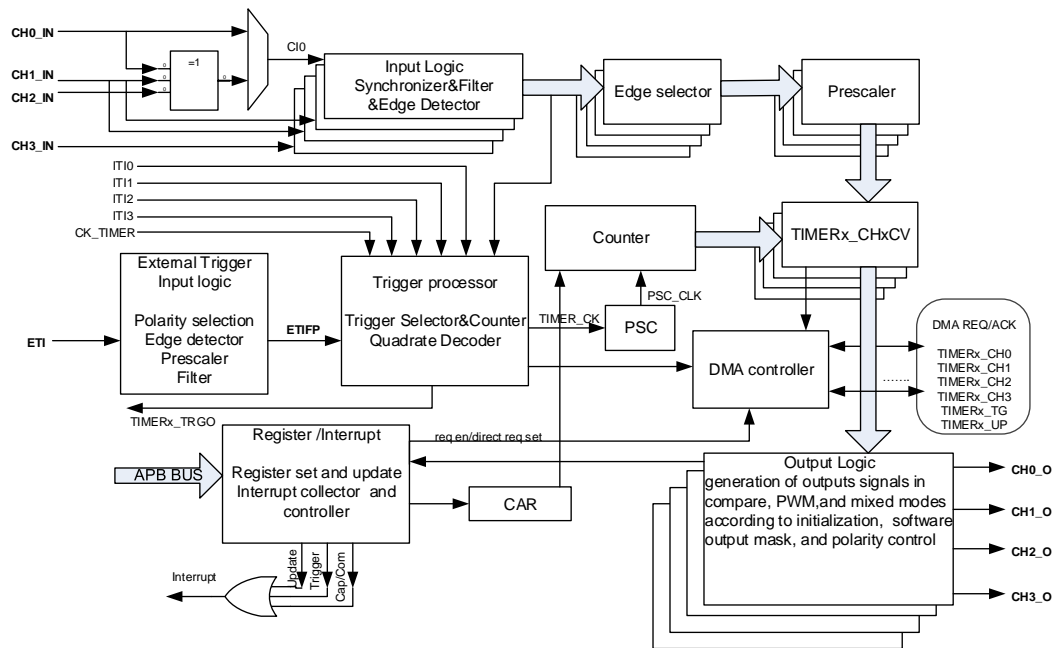 CH0_IN
CH1_IN
CH2_IN
CH3_IN
=1
CI0
Input Logic
Synchronizer&Filter
&Edge Detector
Edge selector
Prescaler
ITI0
ITI1
ITI2
ITI3
CK_TIMER
Counter
TIMERx_CHxCV
External Trigger
Input logic
Polarity selection
Edge detector
Prescaler
Filter
ETI
ETIFP
Trigger processor
Trigger Selector&Counter
Quadrate Decoder
TIMER_CK
PSC
PSC_CLK
DMA controller
DMA REQ/ACK
TIMERx_CH0
TIMERx_CH1
TIMERx_CH2
TIMERx_CH3
TIMERx_TG
TIMERx_UP
.......
TIMERx_TRGO
Register /Interrupt
Register set and update
Interrupt collector and
controller
req en/direct req set
APB BUS
CAR
Output Logic
generation of outputs signals in
compare, PWM,and mixed modes
according to initialization, software
output mask, and polarity control
CH0_O
CH1_O
CH2_O
CH3_O
Update
Trigger
Cap/Com
Interrupt